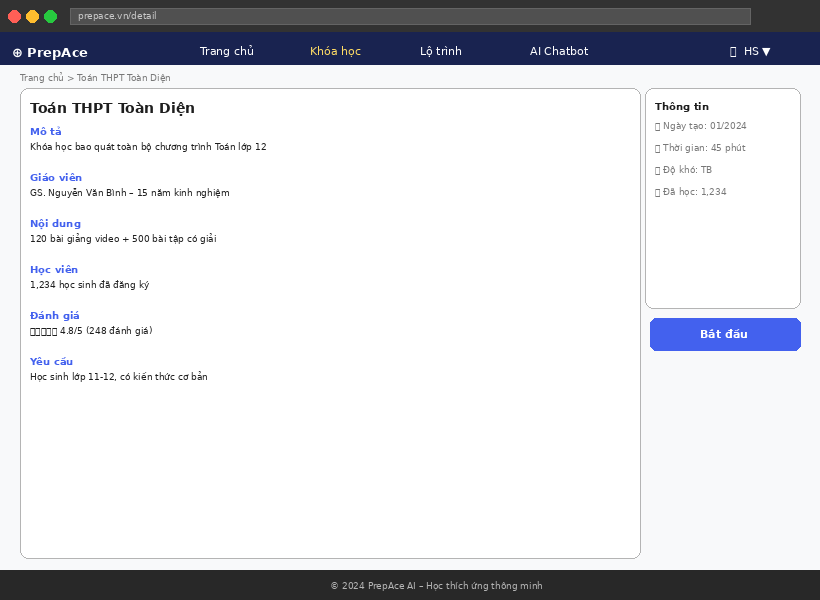 prepace.vn/detail
⊕ PrepAce
Trang chủ
Khóa học
Lộ trình
AI Chatbot
HS ▼
Trang chủ > Toán THPT Toàn Diện
Toán THPT Toàn Diện
Mô tả
Khóa học bao quát toàn bộ chương trình Toán lớp 12
Giáo viên
GS. Nguyễn Văn Bình – 15 năm kinh nghiệm
Nội dung
120 bài giảng video + 500 bài tập có giải
Học viên
1,234 học sinh đã đăng ký
Đánh giá
4.8/5 (248 đánh giá)
Yêu cầu
Học sinh lớp 11-12, có kiến thức cơ bản
Thông tin
Ngày tạo: 01/2024
Thời gian: 45 phút
Độ khó: TB
Đã học: 1,234
Bắt đầu
© 2024 PrepAce AI – Học thích ứng thông minh